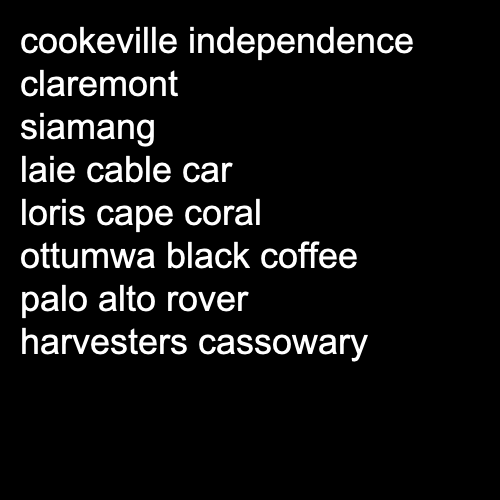 cookeville independence
claremont
siamang
laie cable car
loris cape coral
ottumwa black coffee
palo alto rover
harvesters cassowary